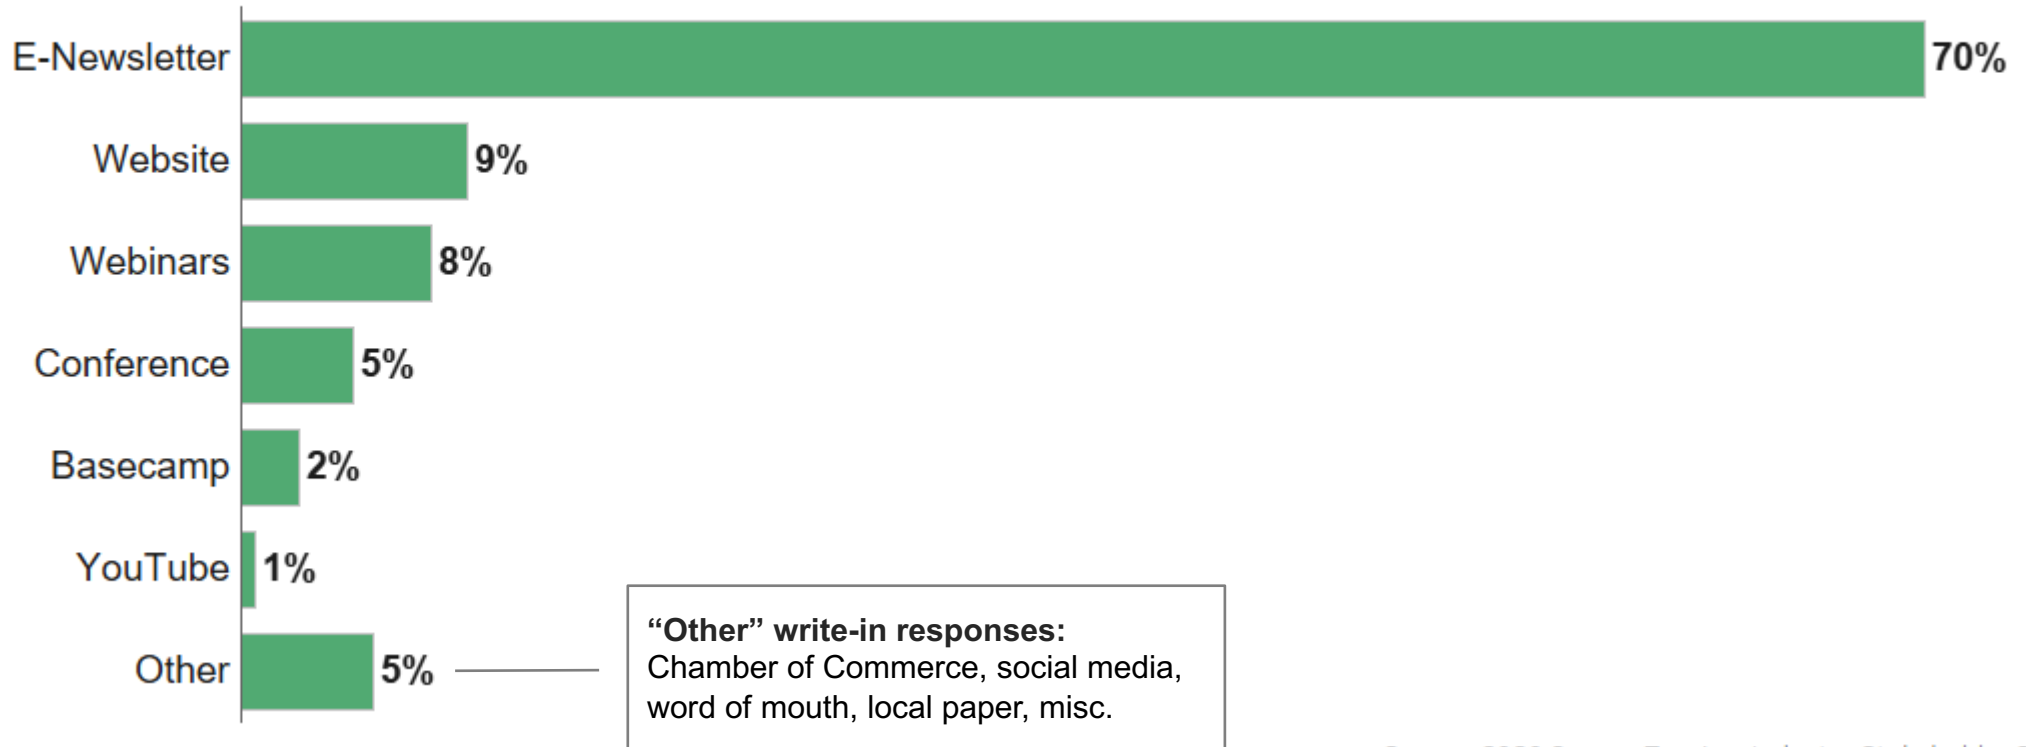 E-Newsletter 70%
Website 9%
Webinars 8%
Conference 5%
Basecamp 2%
YouTube 1%
Other 5%
“Other” write-in responses:
Chamber of Commerce, social media,
word of mouth, local paper, misc.